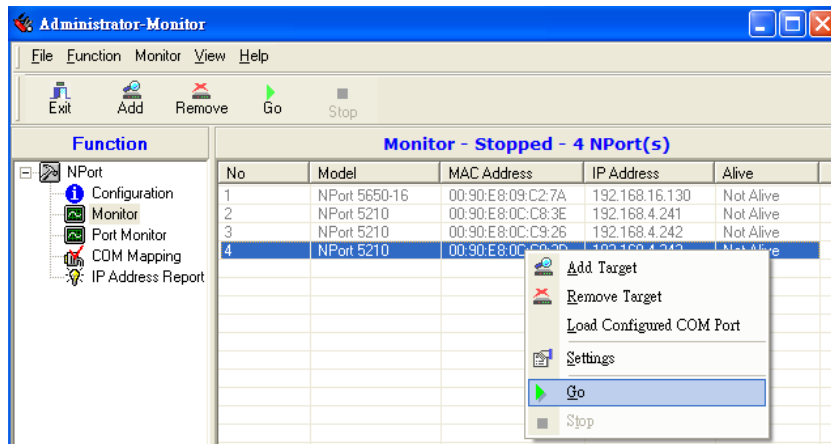 Administrator-Monitor
File Function Monitor View Help
Exit Add Remove Go Stop
Function
Monitor - Stopped - 4 NPort(s)
NPort
Configuration
Monitor
Port Monitor
COM Mapping
IP Address Report
No Model MAC Address IP Address Alive
1 NPort 5650-16 00:90:E8:09:C2:7A 192.168.16.130 Not Alive
2 NPort 5210 00:90:E8:0C:C8:3E 192.168.4.241 Not Alive
3 NPort 5210 00:90:E8:0C:C9:26 192.168.4.242 Not Alive
4 NPort 5210 Not Alive
Add Target
Remove Target
Load Configured COM Port
Settings
Go
Stop